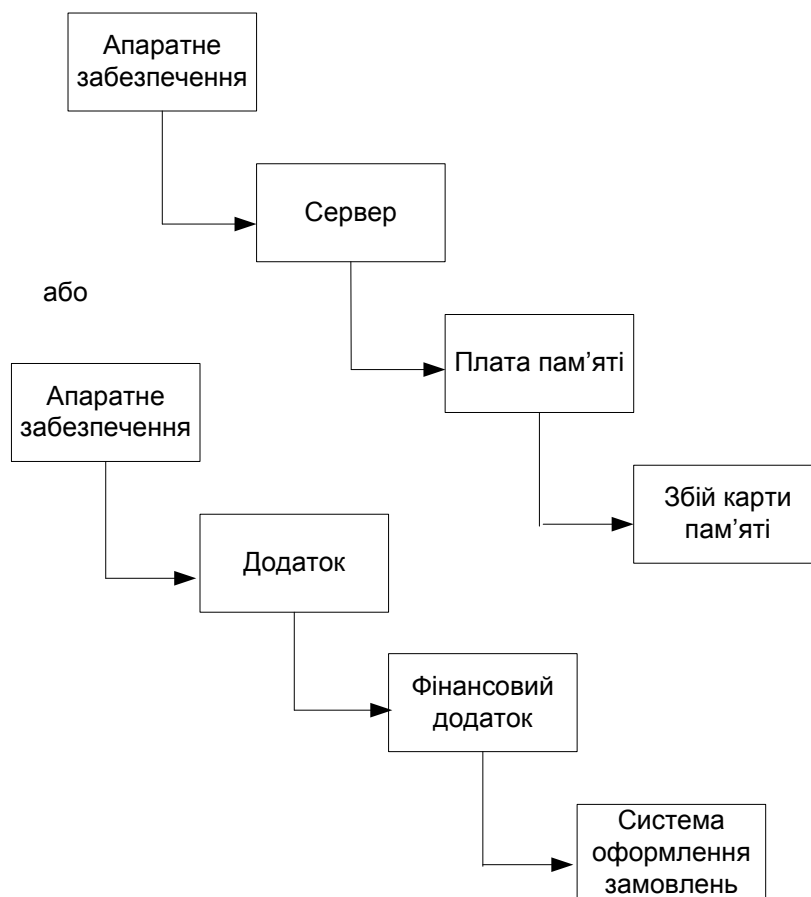 Апаратне
забезпечення
Сервер
або
Плата пам’яті
Апаратне
забезпечення
Збій карти
пам’яті
Додаток
Фінансовий
додаток
Система
оформлення
замовлень